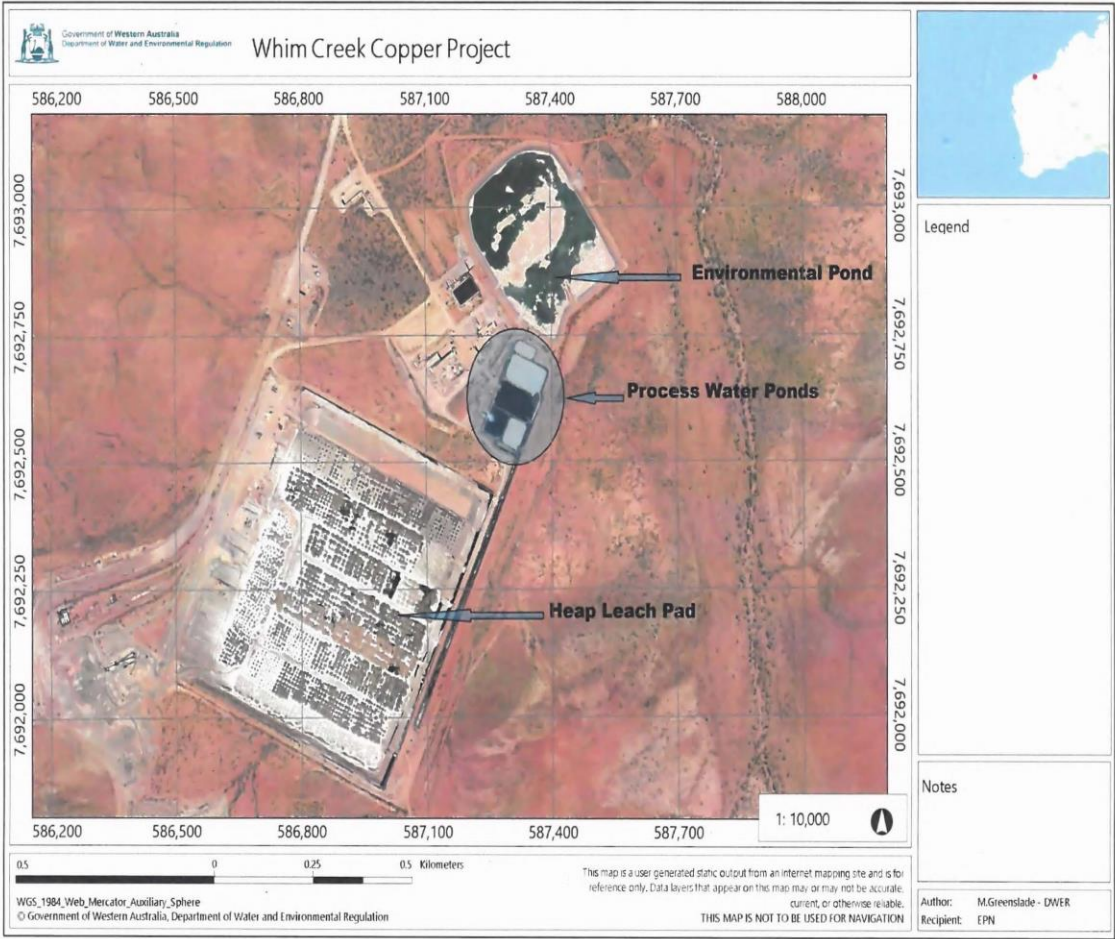 Government of Western Australia
Department of Water and Environmental Regulation
Whim Creek Copper Project
586,200 586,500 586,800 587,100 587,400 587,700 588,000
7,693,000
7,692,750
7,692,500
7,692,250
7,692,000
7,693,000
7,692,750
7,692,500
7,692,250
7,692,000
Environmental Pond
Process Water Ponds
Heap Leach Pad
586,200 586,500 586,800 587,100 587,400 587,700
1: 10,000
Legend
Notes
0.5 0 0.25 0.5 Kilometers
WGS_1984_Web_Mercator_Auxiliary_Sphere
© Government of Western Australia, Department of Water and Environmental Regulation
This map is a user generated static output from an internet mapping site and is for
reference only. Data layers that appear on this map may or may not be accurate,
current, or otherwise reliable.
THIS MAP IS NOT TO BE USED FOR NAVIGATION
Author: M.Greenslade - DWER
Recipient: EPN